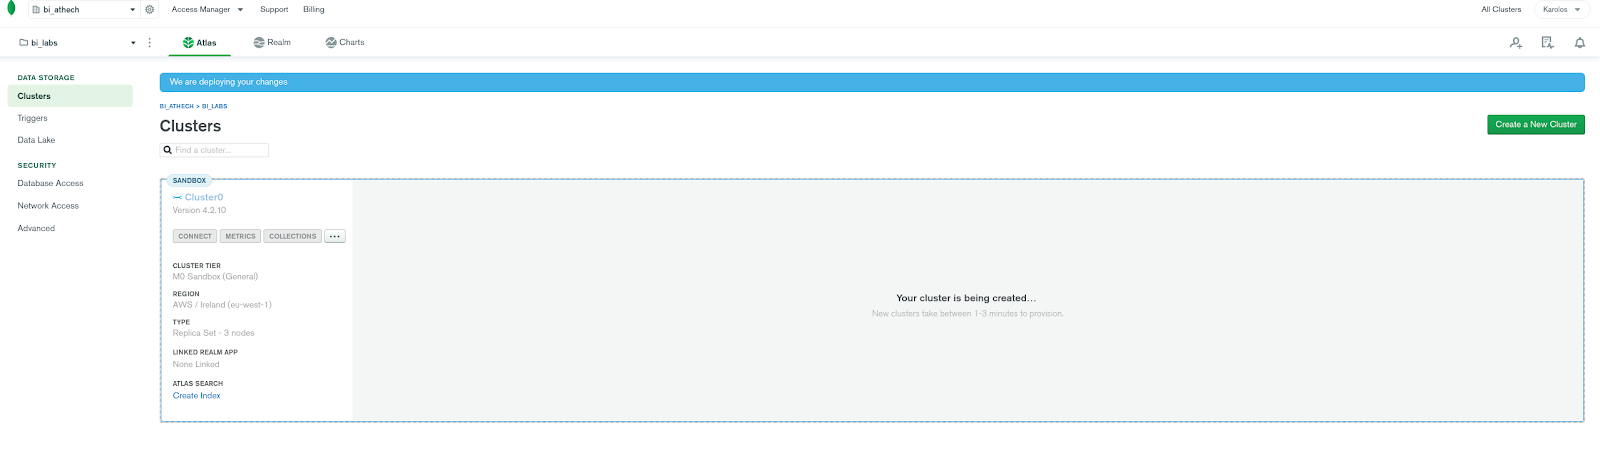 bi_athech
Access Manager
Support
Billing
All Clusters
Karolos
bi_labs
Atlas
Realm
Charts
DATA STORAGE
Clusters
Triggers
Data Lake
SECURITY
Database Access
Network Access
Advanced
We are deploying your changes
BI_ATHECH > BI_LABS
Clusters
Create a New Cluster
Find a cluster...
SANDBOX
Cluster0
Version 4.2.10
CONNECT METRICS COLLECTIONS ...
CLUSTER TIER
M0 Sandbox (General)
REGION
AWS / Ireland (eu-west-1)
TYPE
Replica Set - 3 nodes
LINKED REALM APP
None Linked
ATLAS SEARCH
Create Index
Your cluster is being created...
New clusters take between 1-3 minutes to provision.